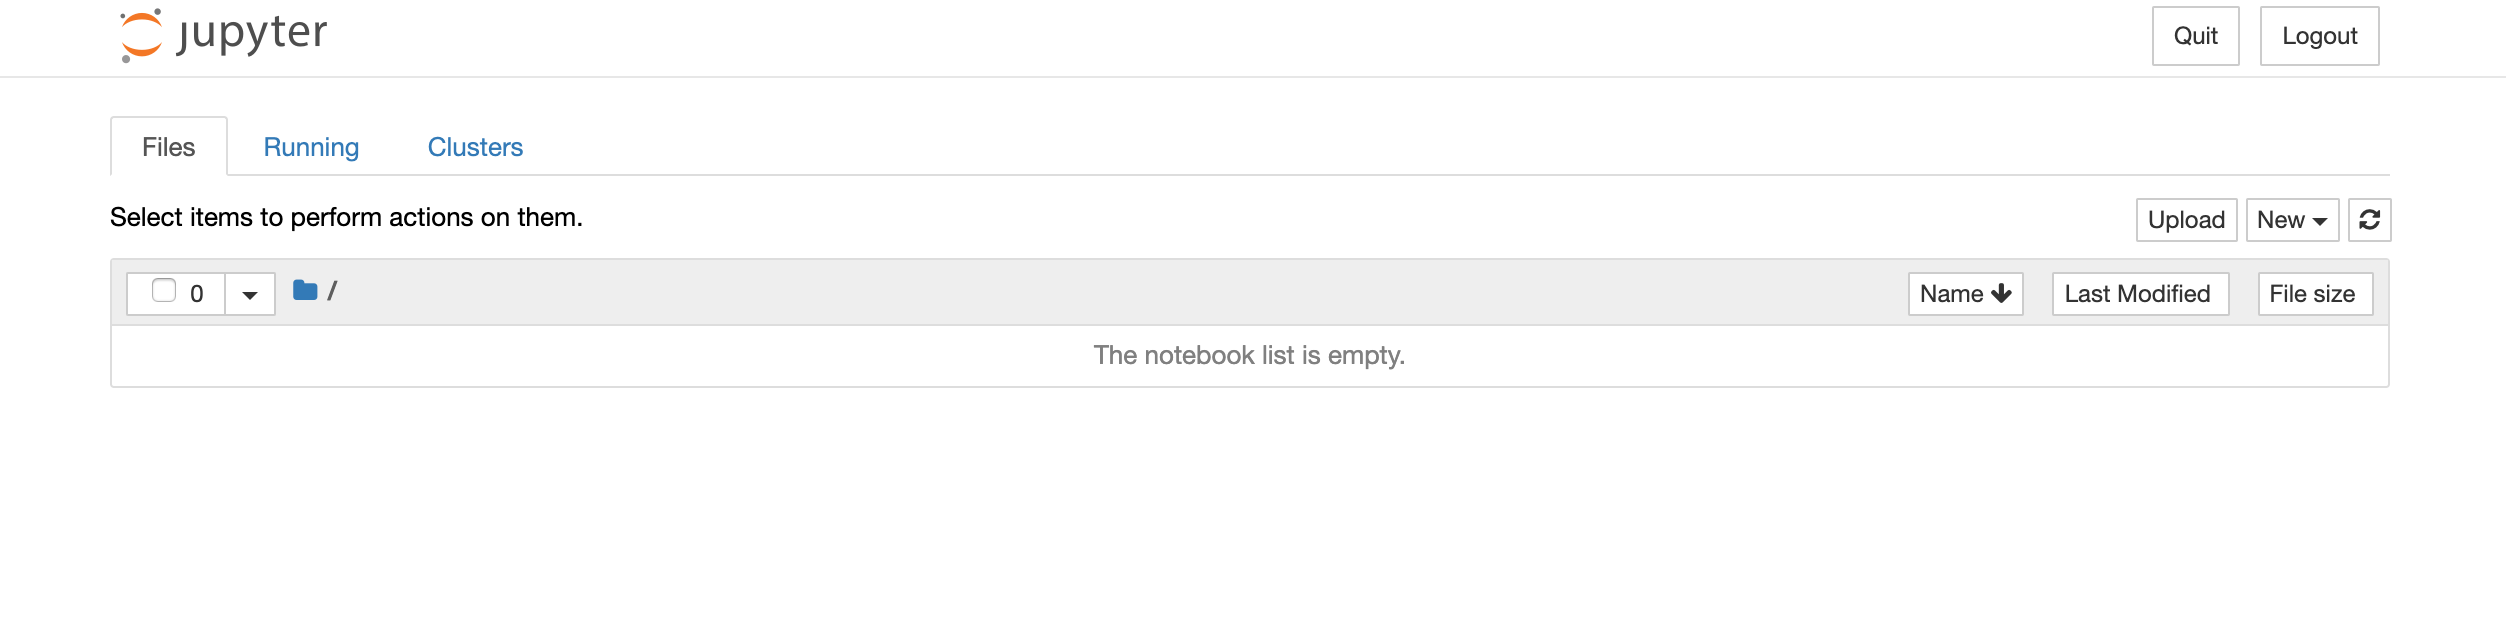 jupyter Quit Logout
Files Running Clusters
Select items to perform actions on them. Upload New
0 / Name Last Modified File size
The notebook list is empty.